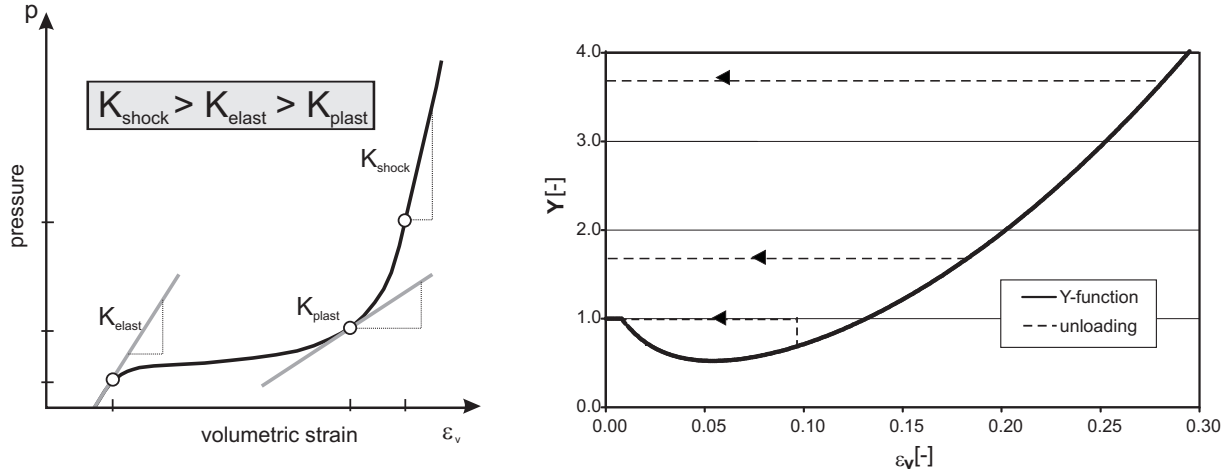 p
K_shock > K_elast > K_plast
K_shock
pressure
K_elast
K_plast
volumetric strain
ε_v
4.0
3.0
2.0
1.0
0.0
Y[-]
Y-function
unloading
0.00 0.05 0.10 0.15 0.20 0.25 0.30
ε_v[-]